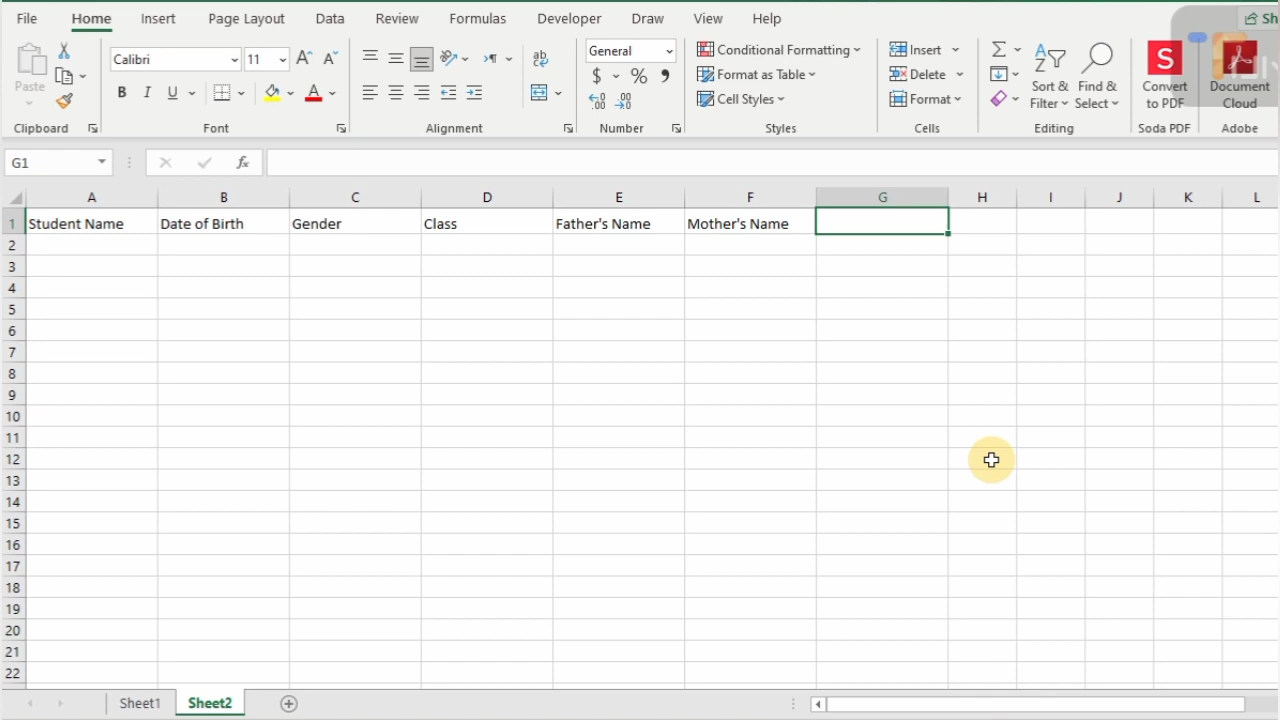 File Home Insert Page Layout Data Review Formulas Developer Draw View Help
Calibri 11 General Conditional Formatting Insert
Paste $ % Format as Table Delete Sort & Find & Convert Document
B I U A Cell Styles Format Filter Select to PDF Cloud
Clipboard Font Alignment Number Styles Cells Editing Soda PDF Adobe
G1 fx
A B C D E F G H I J K L
1 Student Name Date of Birth Gender Class Father's Name Mother's Name
2
3
4
5
6
7
8
9
10
11
12
13
14
15
16
17
18
19
20
21
22
Sheet1 Sheet2